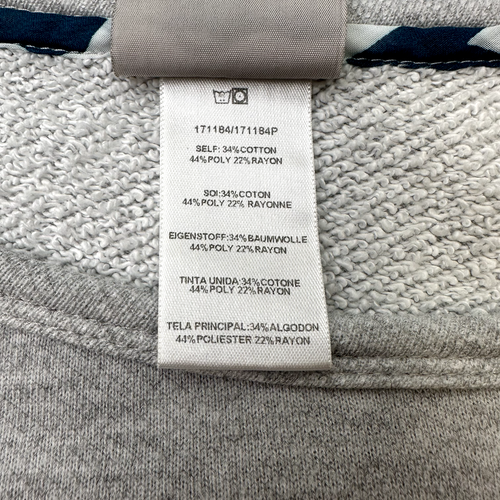 171184/171184P
SELF: 34%COTTON
44%POLY 22%RAYON
SOI:34%COTON
44%POLY 22% RAYONNE
EIGENSTOFF:34%BAUMWOLLE
44% POLY 22%RAYON
TINTA UNIDA:34%COTONE
44%POLY 22%RAYON
TELA PRINCIPAL:34%ALGODON
44%POLIESTER 22%RAYON